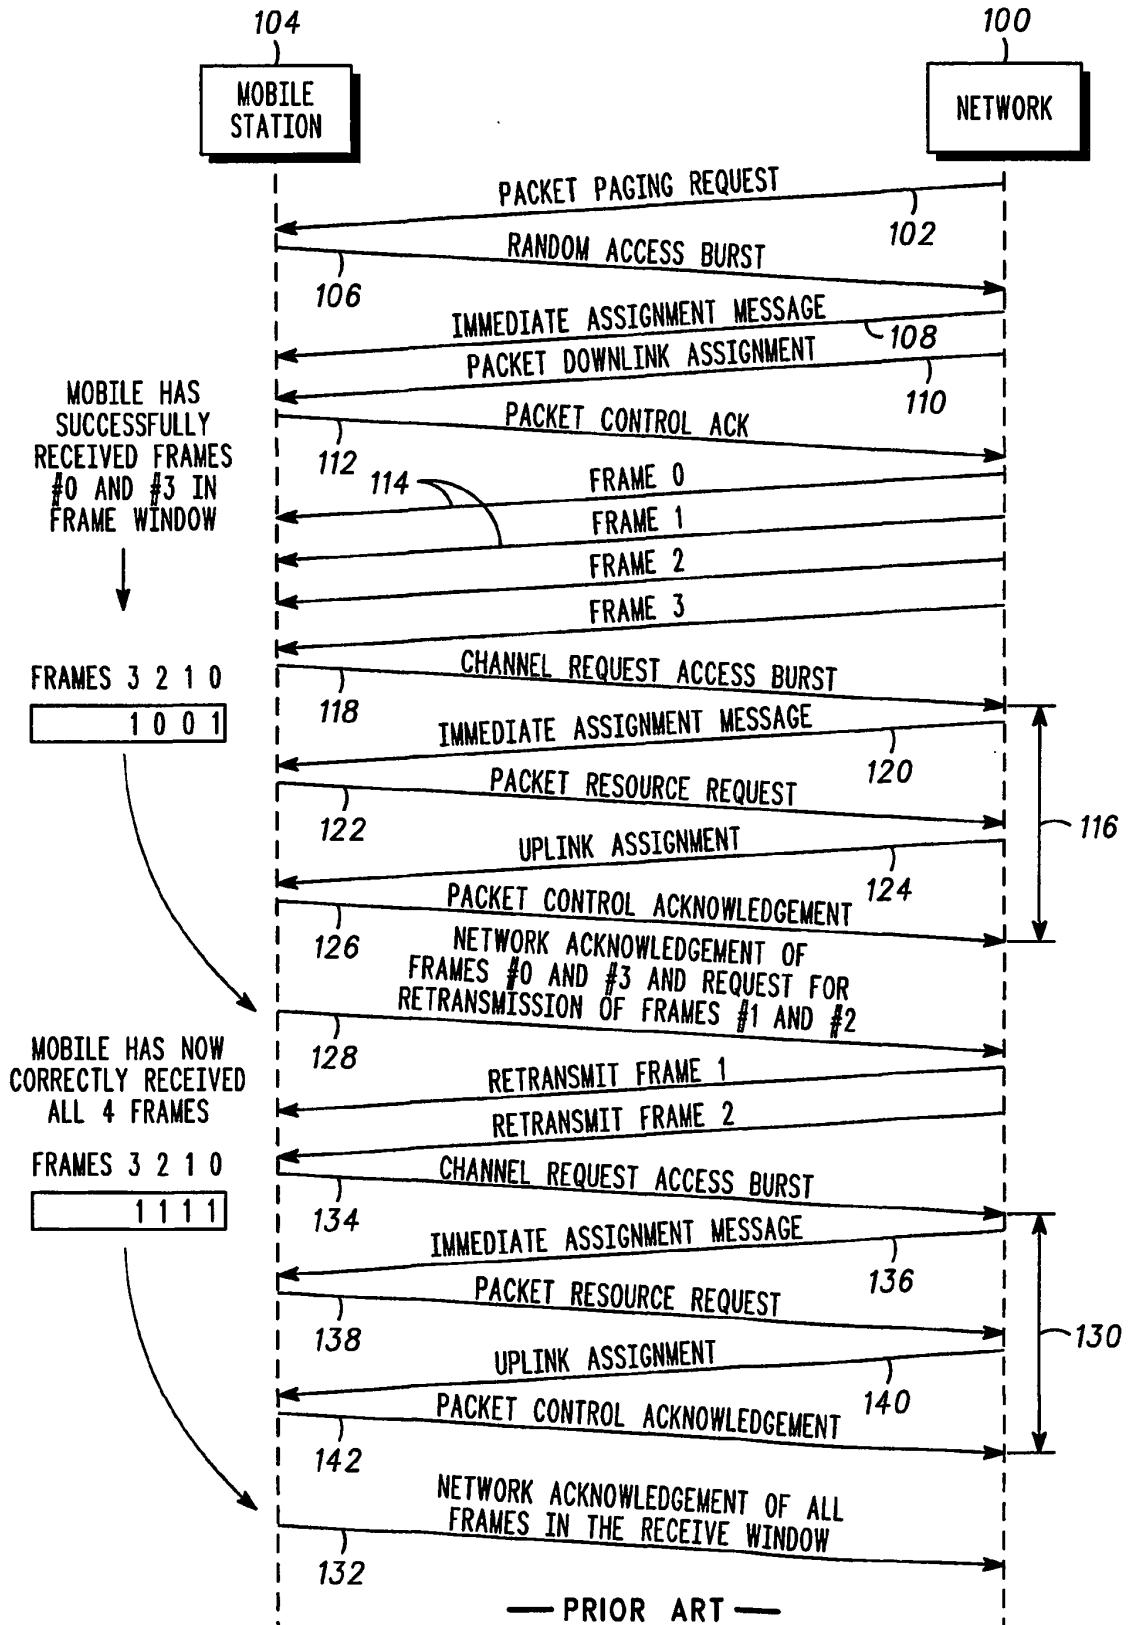 104
100
MOBILE
STATION
NETWORK
PACKET PAGING REQUEST
102
RANDOM ACCESS BURST
106
IMMEDIATE ASSIGNMENT MESSAGE
108
PACKET DOWNLINK ASSIGNMENT
110
MOBILE HAS
SUCCESSFULLY
RECEIVED FRAMES
#0 AND #3 IN
FRAME WINDOW
PACKET CONTROL ACK
112
114
FRAME 0
FRAME 1
FRAME 2
FRAME 3
FRAMES 3 2 1 0
1 0 0 1
CHANNEL REQUEST ACCESS BURST
118
IMMEDIATE ASSIGNMENT MESSAGE
120
PACKET RESOURCE REQUEST
122
116
UPLINK ASSIGNMENT
124
PACKET CONTROL ACKNOWLEDGEMENT
126
NETWORK ACKNOWLEDGEMENT OF
FRAMES #0 AND #3 AND REQUEST FOR
RETRANSMISSION OF FRAMES #1 AND #2
128
MOBILE HAS NOW
CORRECTLY RECEIVED
ALL 4 FRAMES
RETRANSMIT FRAME 1
RETRANSMIT FRAME 2
FRAMES 3 2 1 0
1 1 1 1
CHANNEL REQUEST ACCESS BURST
134
IMMEDIATE ASSIGNMENT MESSAGE
136
PACKET RESOURCE REQUEST
138
130
UPLINK ASSIGNMENT
140
PACKET CONTROL ACKNOWLEDGEMENT
142
NETWORK ACKNOWLEDGEMENT OF ALL
FRAMES IN THE RECEIVE WINDOW
132
— PRIOR ART —